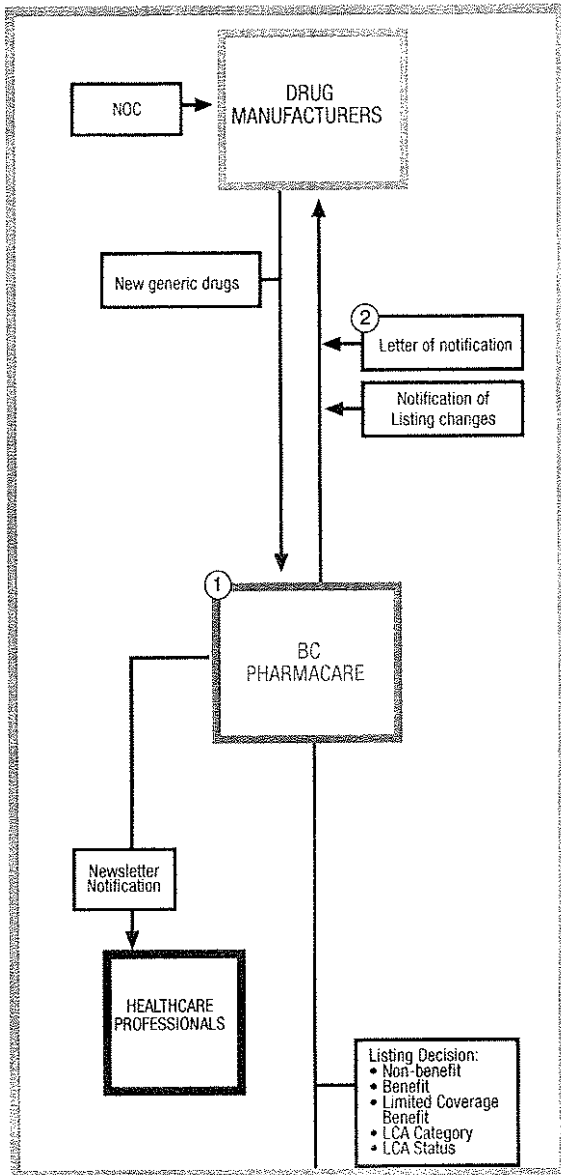 NOC
DRUG
MANUFACTURERS
New generic drugs
2
Letter of notification
Notification of
Listing changes
1
BC
PHARMACARE
Newsletter
Notification
HEALTHCARE
PROFESSIONALS
Listing Decision:
• Non-benefit
• Benefit
• Limited Coverage
Benefit
• LCA Category
• LCA Status